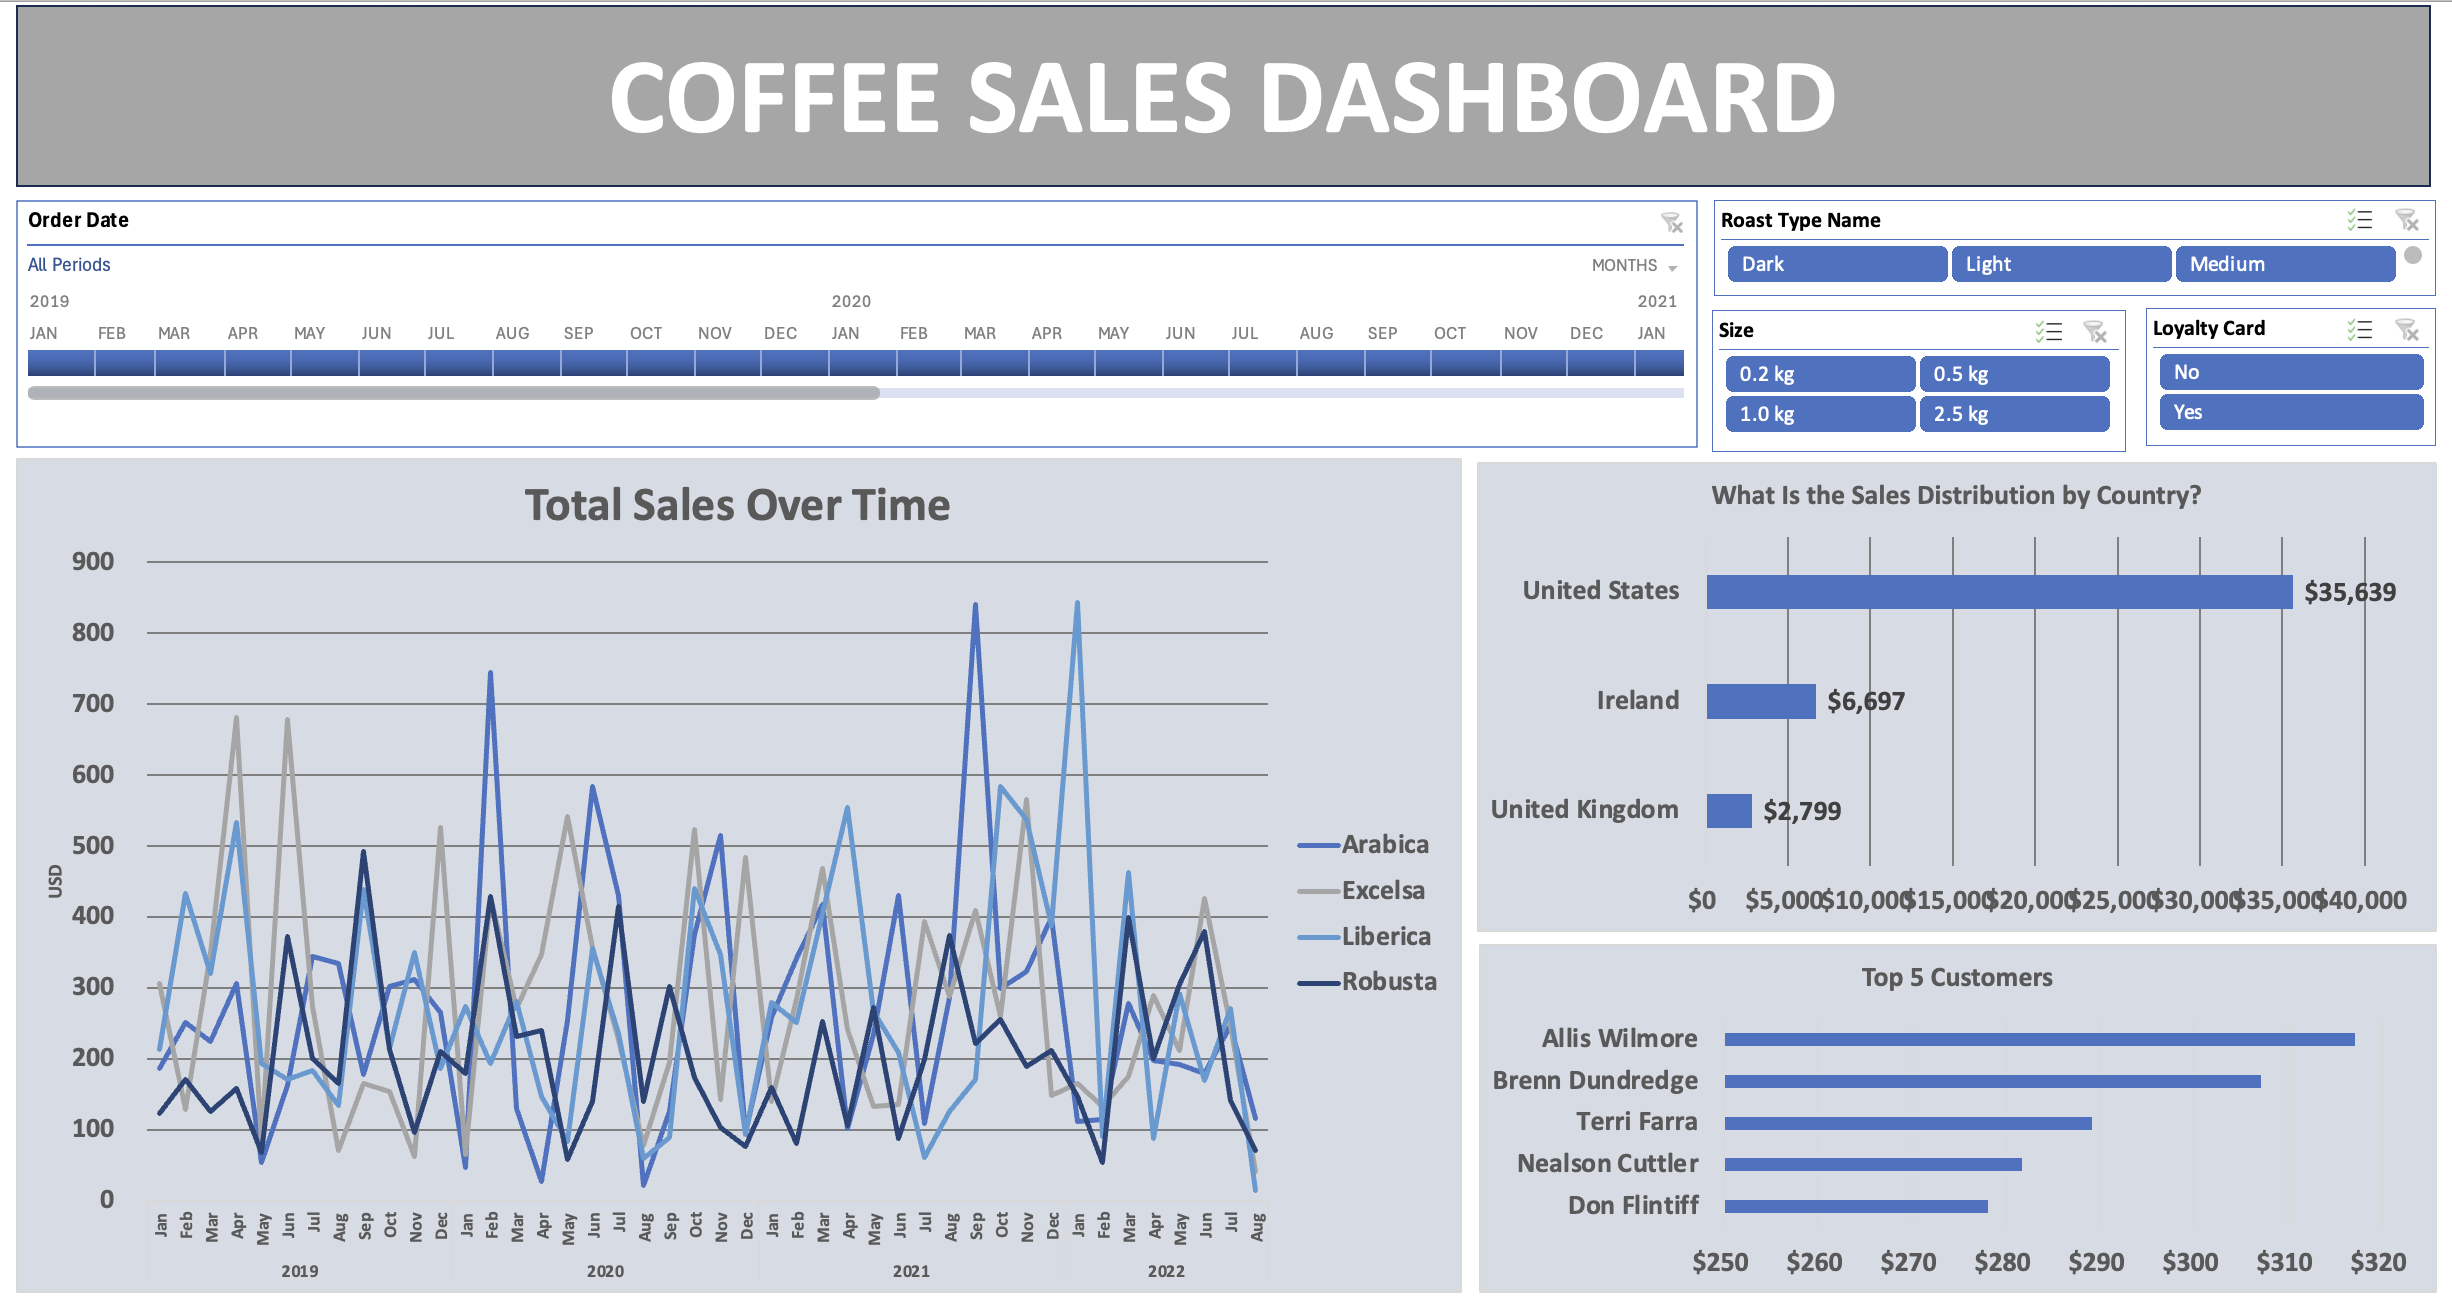 COFFEE SALES DASHBOARD
Order Date
All Periods
MONTHS
2019 2020 2021
JAN FEB MAR APR MAY JUN JUL AUG SEP OCT NOV DEC JAN FEB MAR APR MAY JUN JUL AUG SEP OCT NOV DEC JAN
Roast Type Name
Dark Light Medium
Size
0.2 kg 0.5 kg
1.0 kg 2.5 kg
Loyalty Card
No
Yes
Total Sales Over Time
900
800
700
600
500
400
300
200
100
0
USD
Jan Feb Mar Apr May Jun Jul Aug Sep Oct Nov Dec Jan Feb Mar Apr May Jun Jul Aug Sep Oct Nov Dec Jan Feb Mar Apr May Jun Jul Aug Sep Oct Nov Dec Jan Feb Mar Apr May Jun Jul Aug
2019 2020 2021 2022
Arabica
Excelsa
Liberica
Robusta
What Is the Sales Distribution by Country?
United States $35,639
Ireland $6,697
United Kingdom $2,799
$0 $5,000 $10,000 $15,000 $20,000 $25,000 $30,000 $35,000 $40,000
Top 5 Customers
Allis Wilmore
Brenn Dundredge
Terri Farra
Nealson Cuttler
Don Flintiff
$250 $260 $270 $280 $290 $300 $310 $320